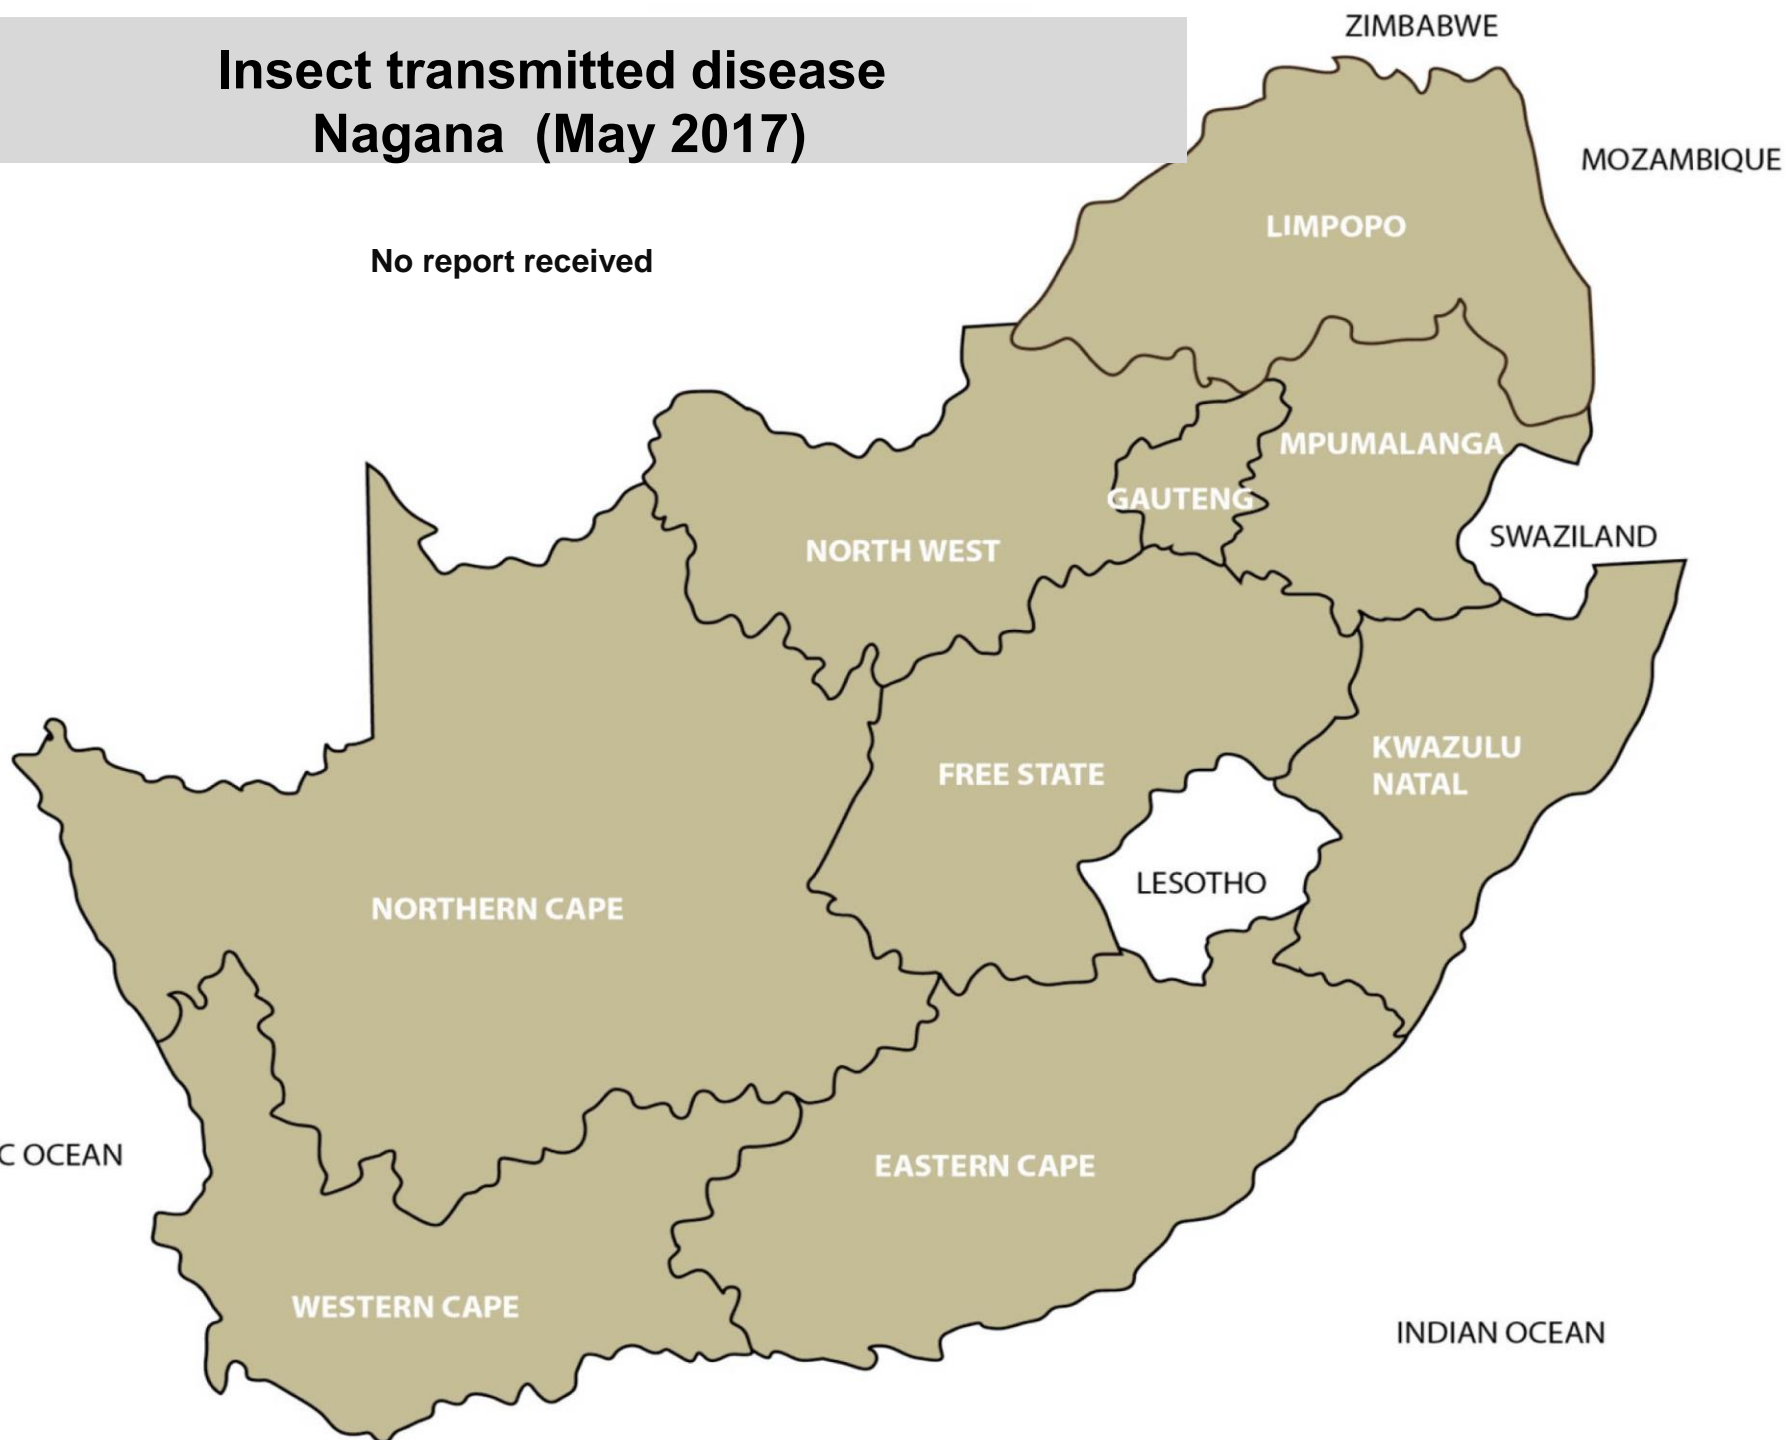 ZIMBABWE
Insect transmitted disease
Nagana (May 2017)
MOZAMBIQUE
LIMPOPO
No report received
MPUMALANGA
GAUTENG
SWAZILAND
NORTH WEST
KWAZULU
NATAL
FREE STATE
LESOTHO
NORTHERN CAPE
C OCEAN
EASTERN CAPE
WESTERN CAPE
INDIAN OCEAN